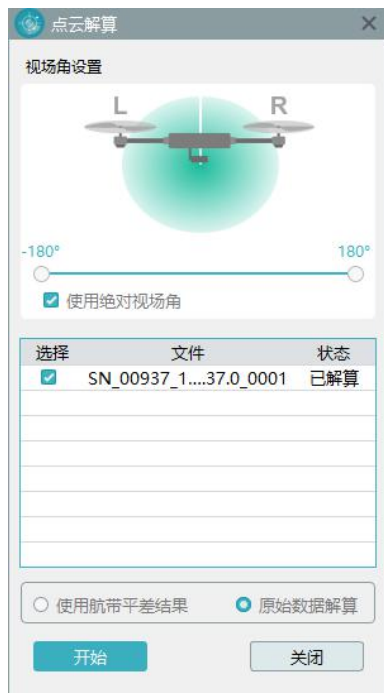 点云解算
视场角设置
L R
-180° 180°
使用绝对视场角
选择 文件 状态
SN_00937_1....37.0_0001 已解算
使用航带平差结果 原始数据解算
开始 关闭